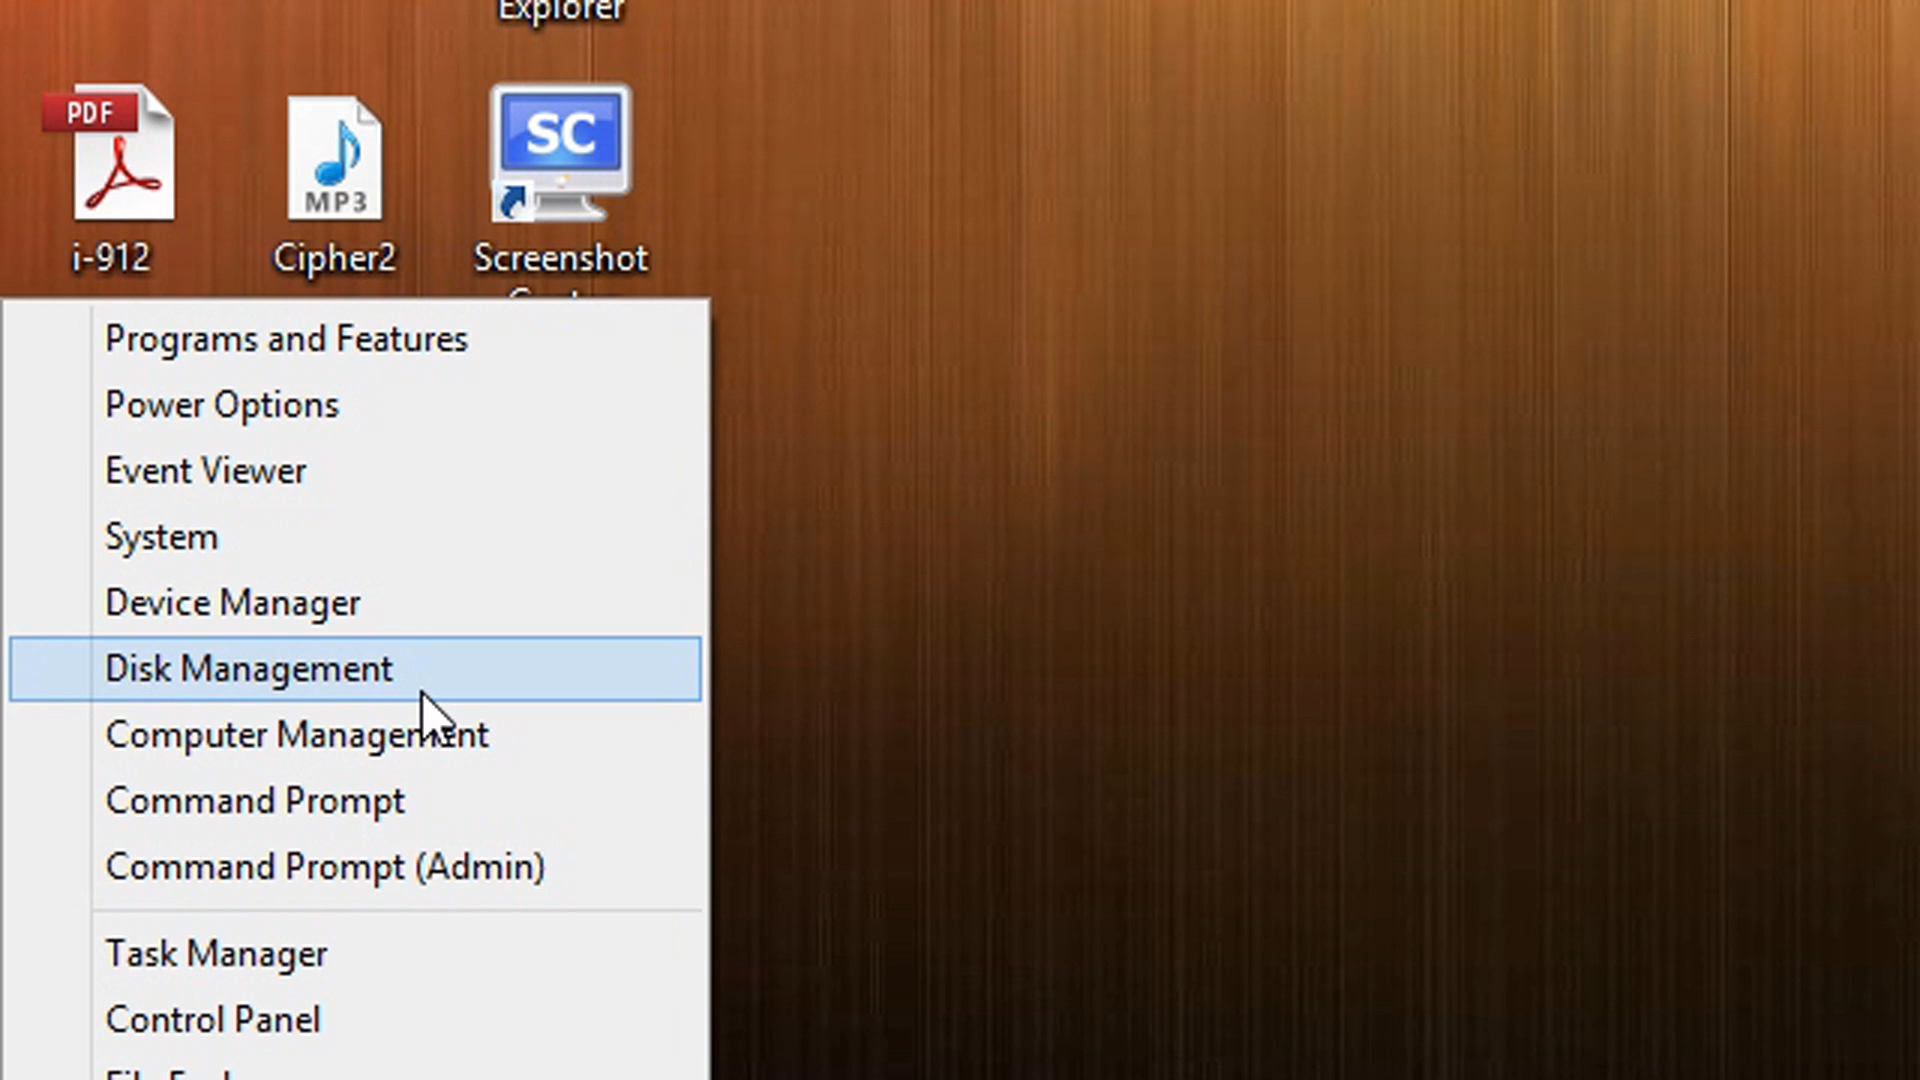 Explorer
PDF
SC
MP3
i-912
Cipher2
Screenshot
Programs and Features
Power Options
Event Viewer
System
Device Manager
Disk Management
Computer Management
Command Prompt
Command Prompt (Admin)
Task Manager
Control Panel